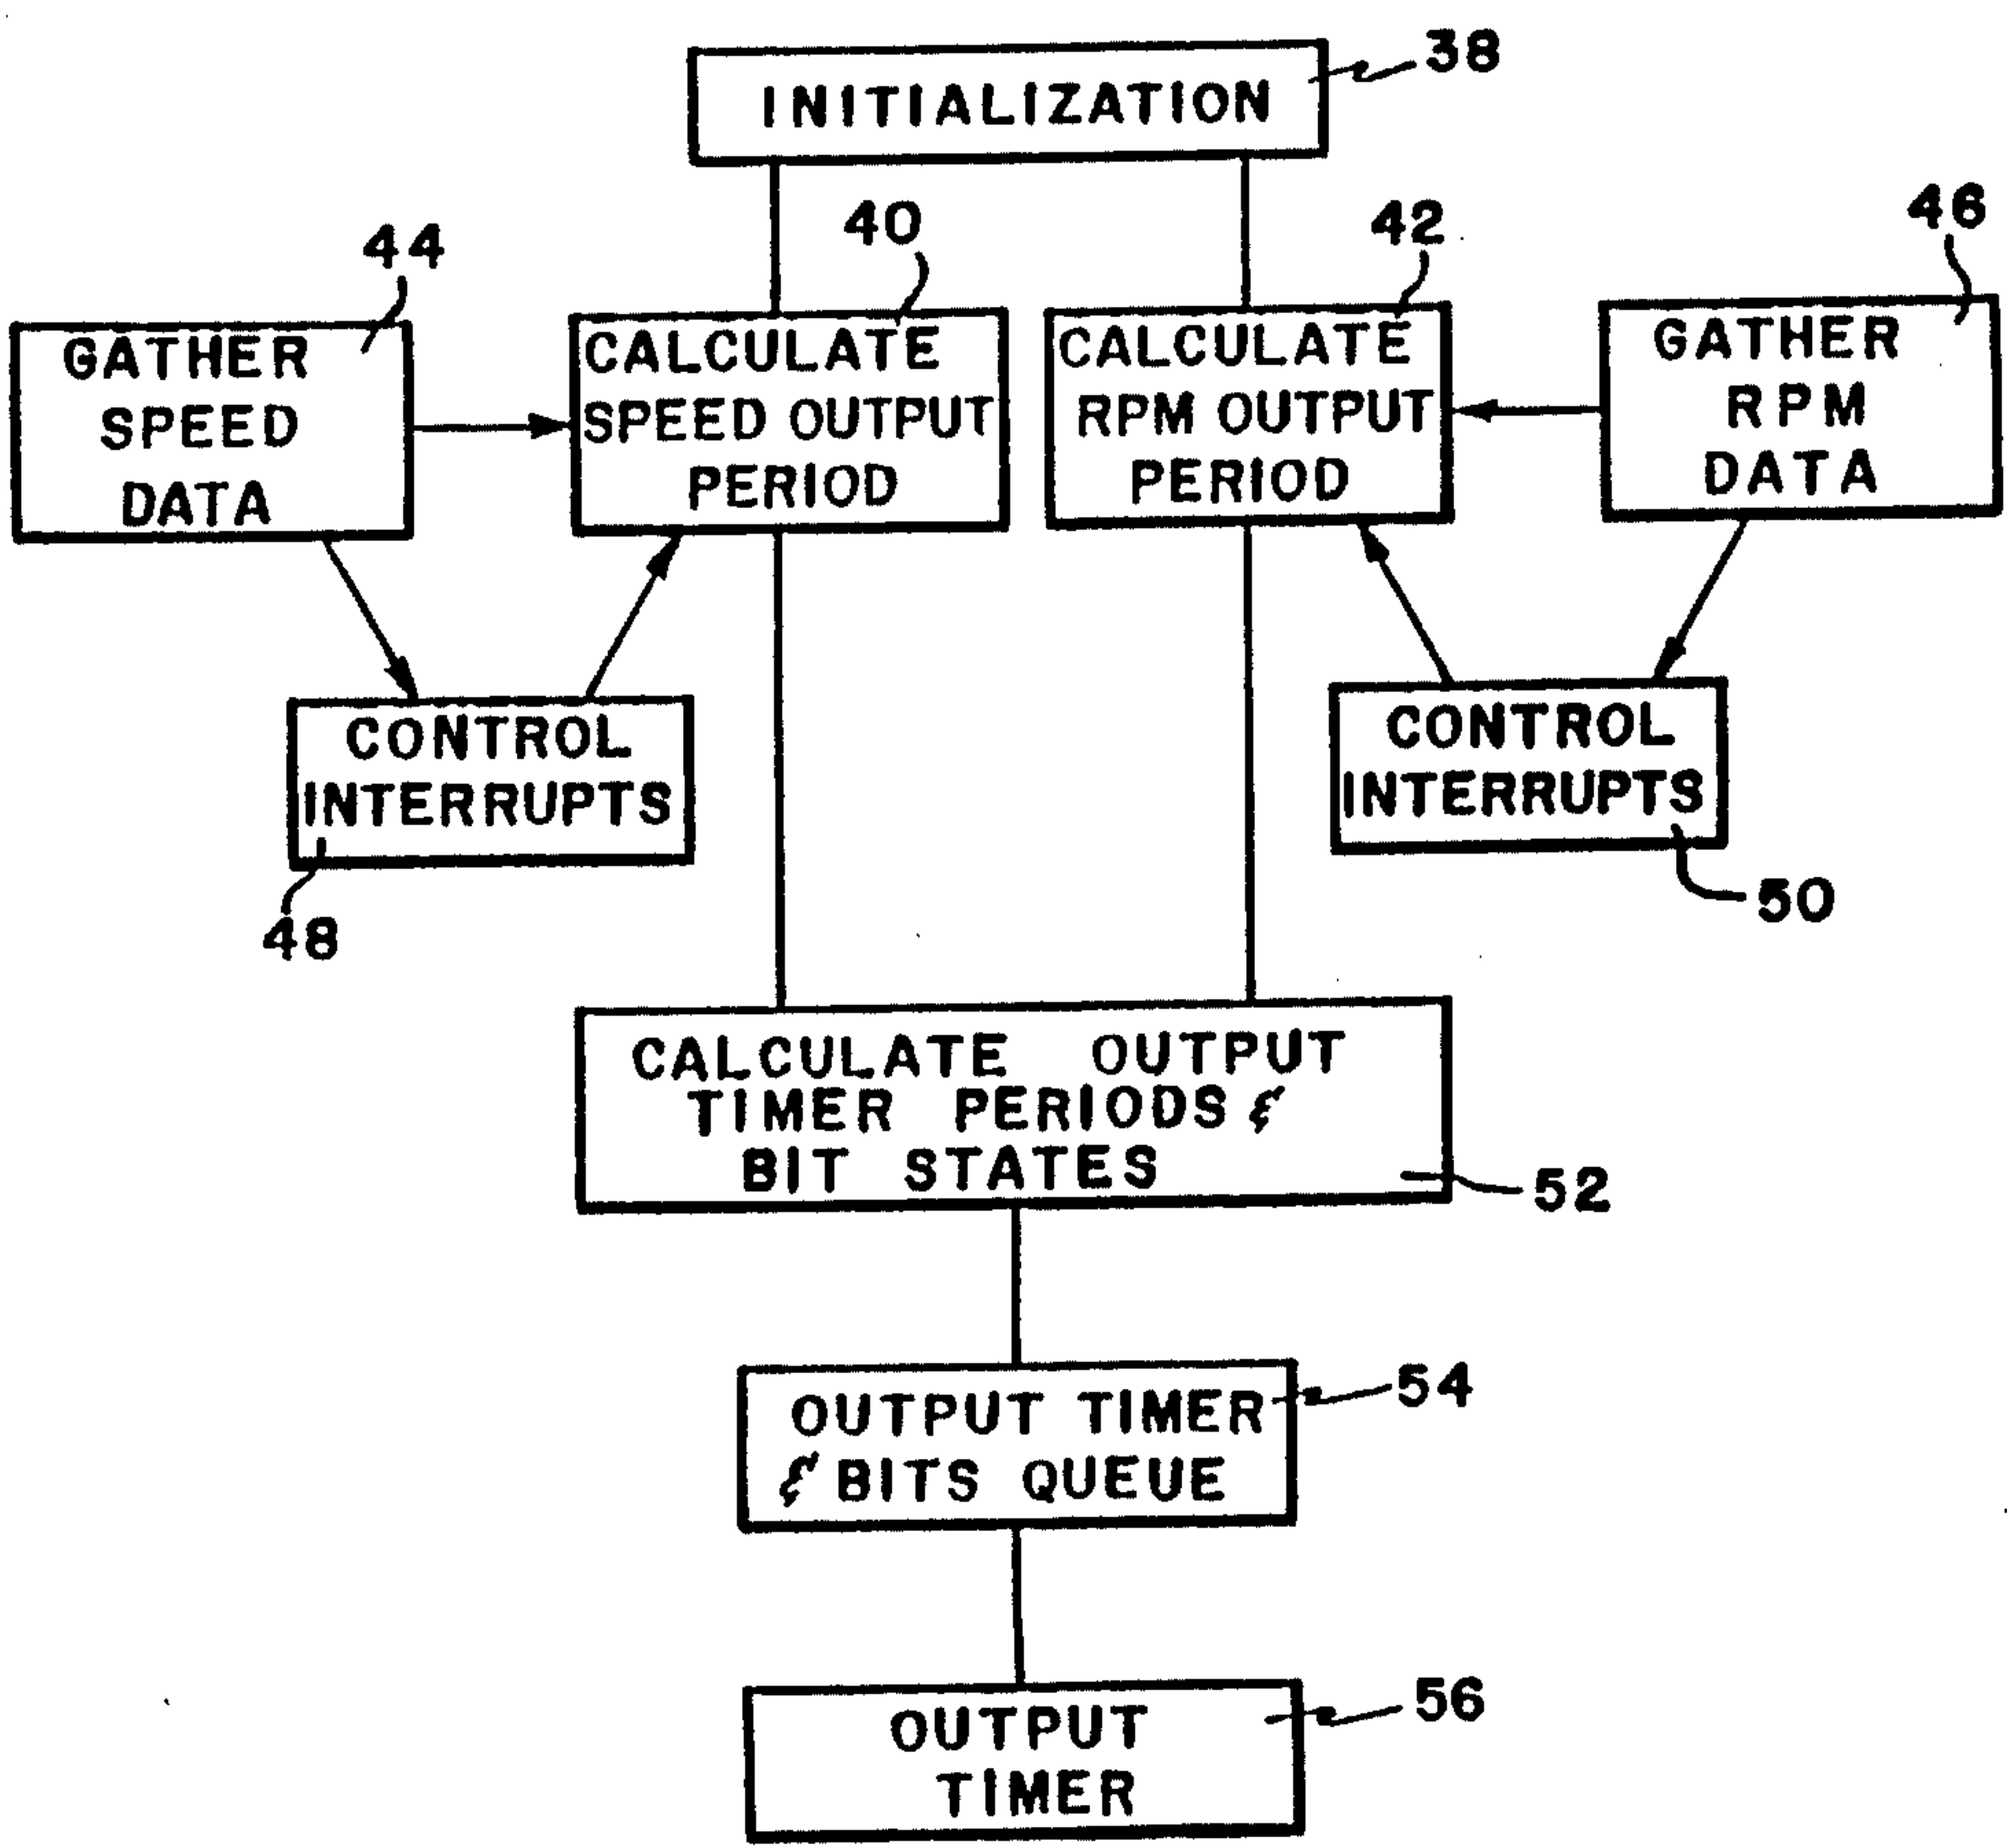 38
INITIALIZATION
44
40
42
46
GATHER
SPEED
DATA
CALCULATE
SPEED OUTPUT
PERIOD
CALCULATE
RPM OUTPUT
PERIOD
GATHER
RPM
DATA
CONTROL
INTERRUPTS
48
CONTROL
INTERRUPTS
50
CALCULATE OUTPUT
TIMER PERIODS &
BIT STATES
52
OUTPUT TIMER
& BITS QUEUE
54
OUTPUT
TIMER
56